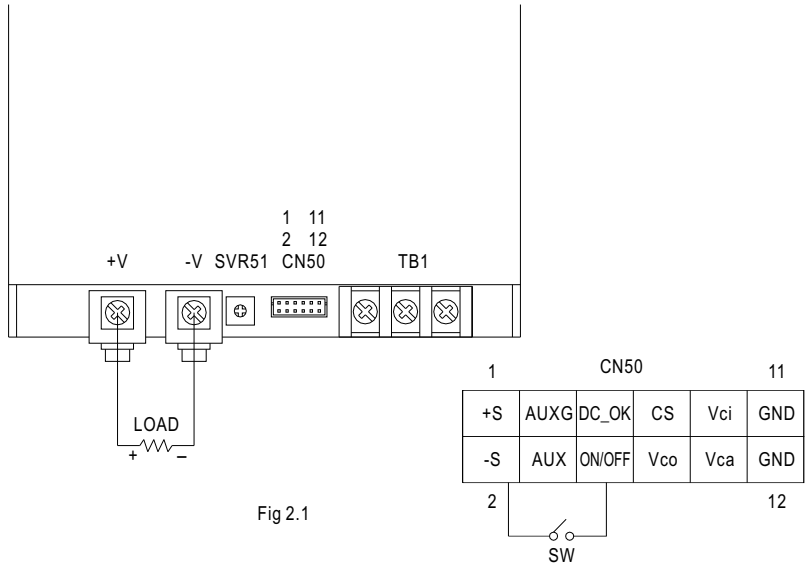 1 11
2 12
+V -V SVR51 CN50 TB1
LOAD
+ –
Fig 2.1
CN50
1 11
+S AUXG DC_OK CS Vci GND
-S AUX ON/OFF Vco Vca GND
2 12
SW